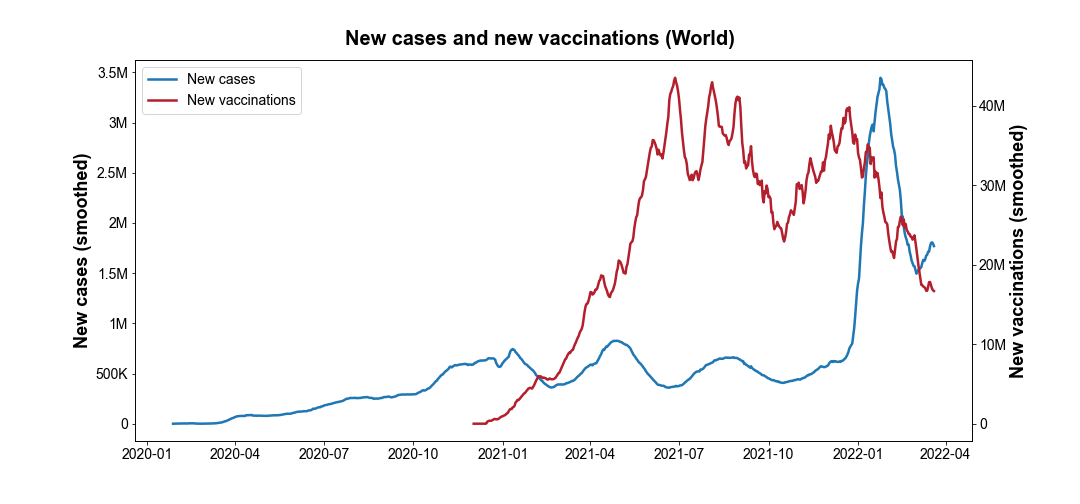 New cases and new vaccinations (World)
New cases
New vaccinations
3.5M
3M
2.5M
2M
1.5M
1M
500K
0
New cases (smoothed)
40M
30M
20M
10M
0
New vaccinations (smoothed)
2020-01 2020-04 2020-07 2020-10 2021-01 2021-04 2021-07 2021-10 2022-01 2022-04